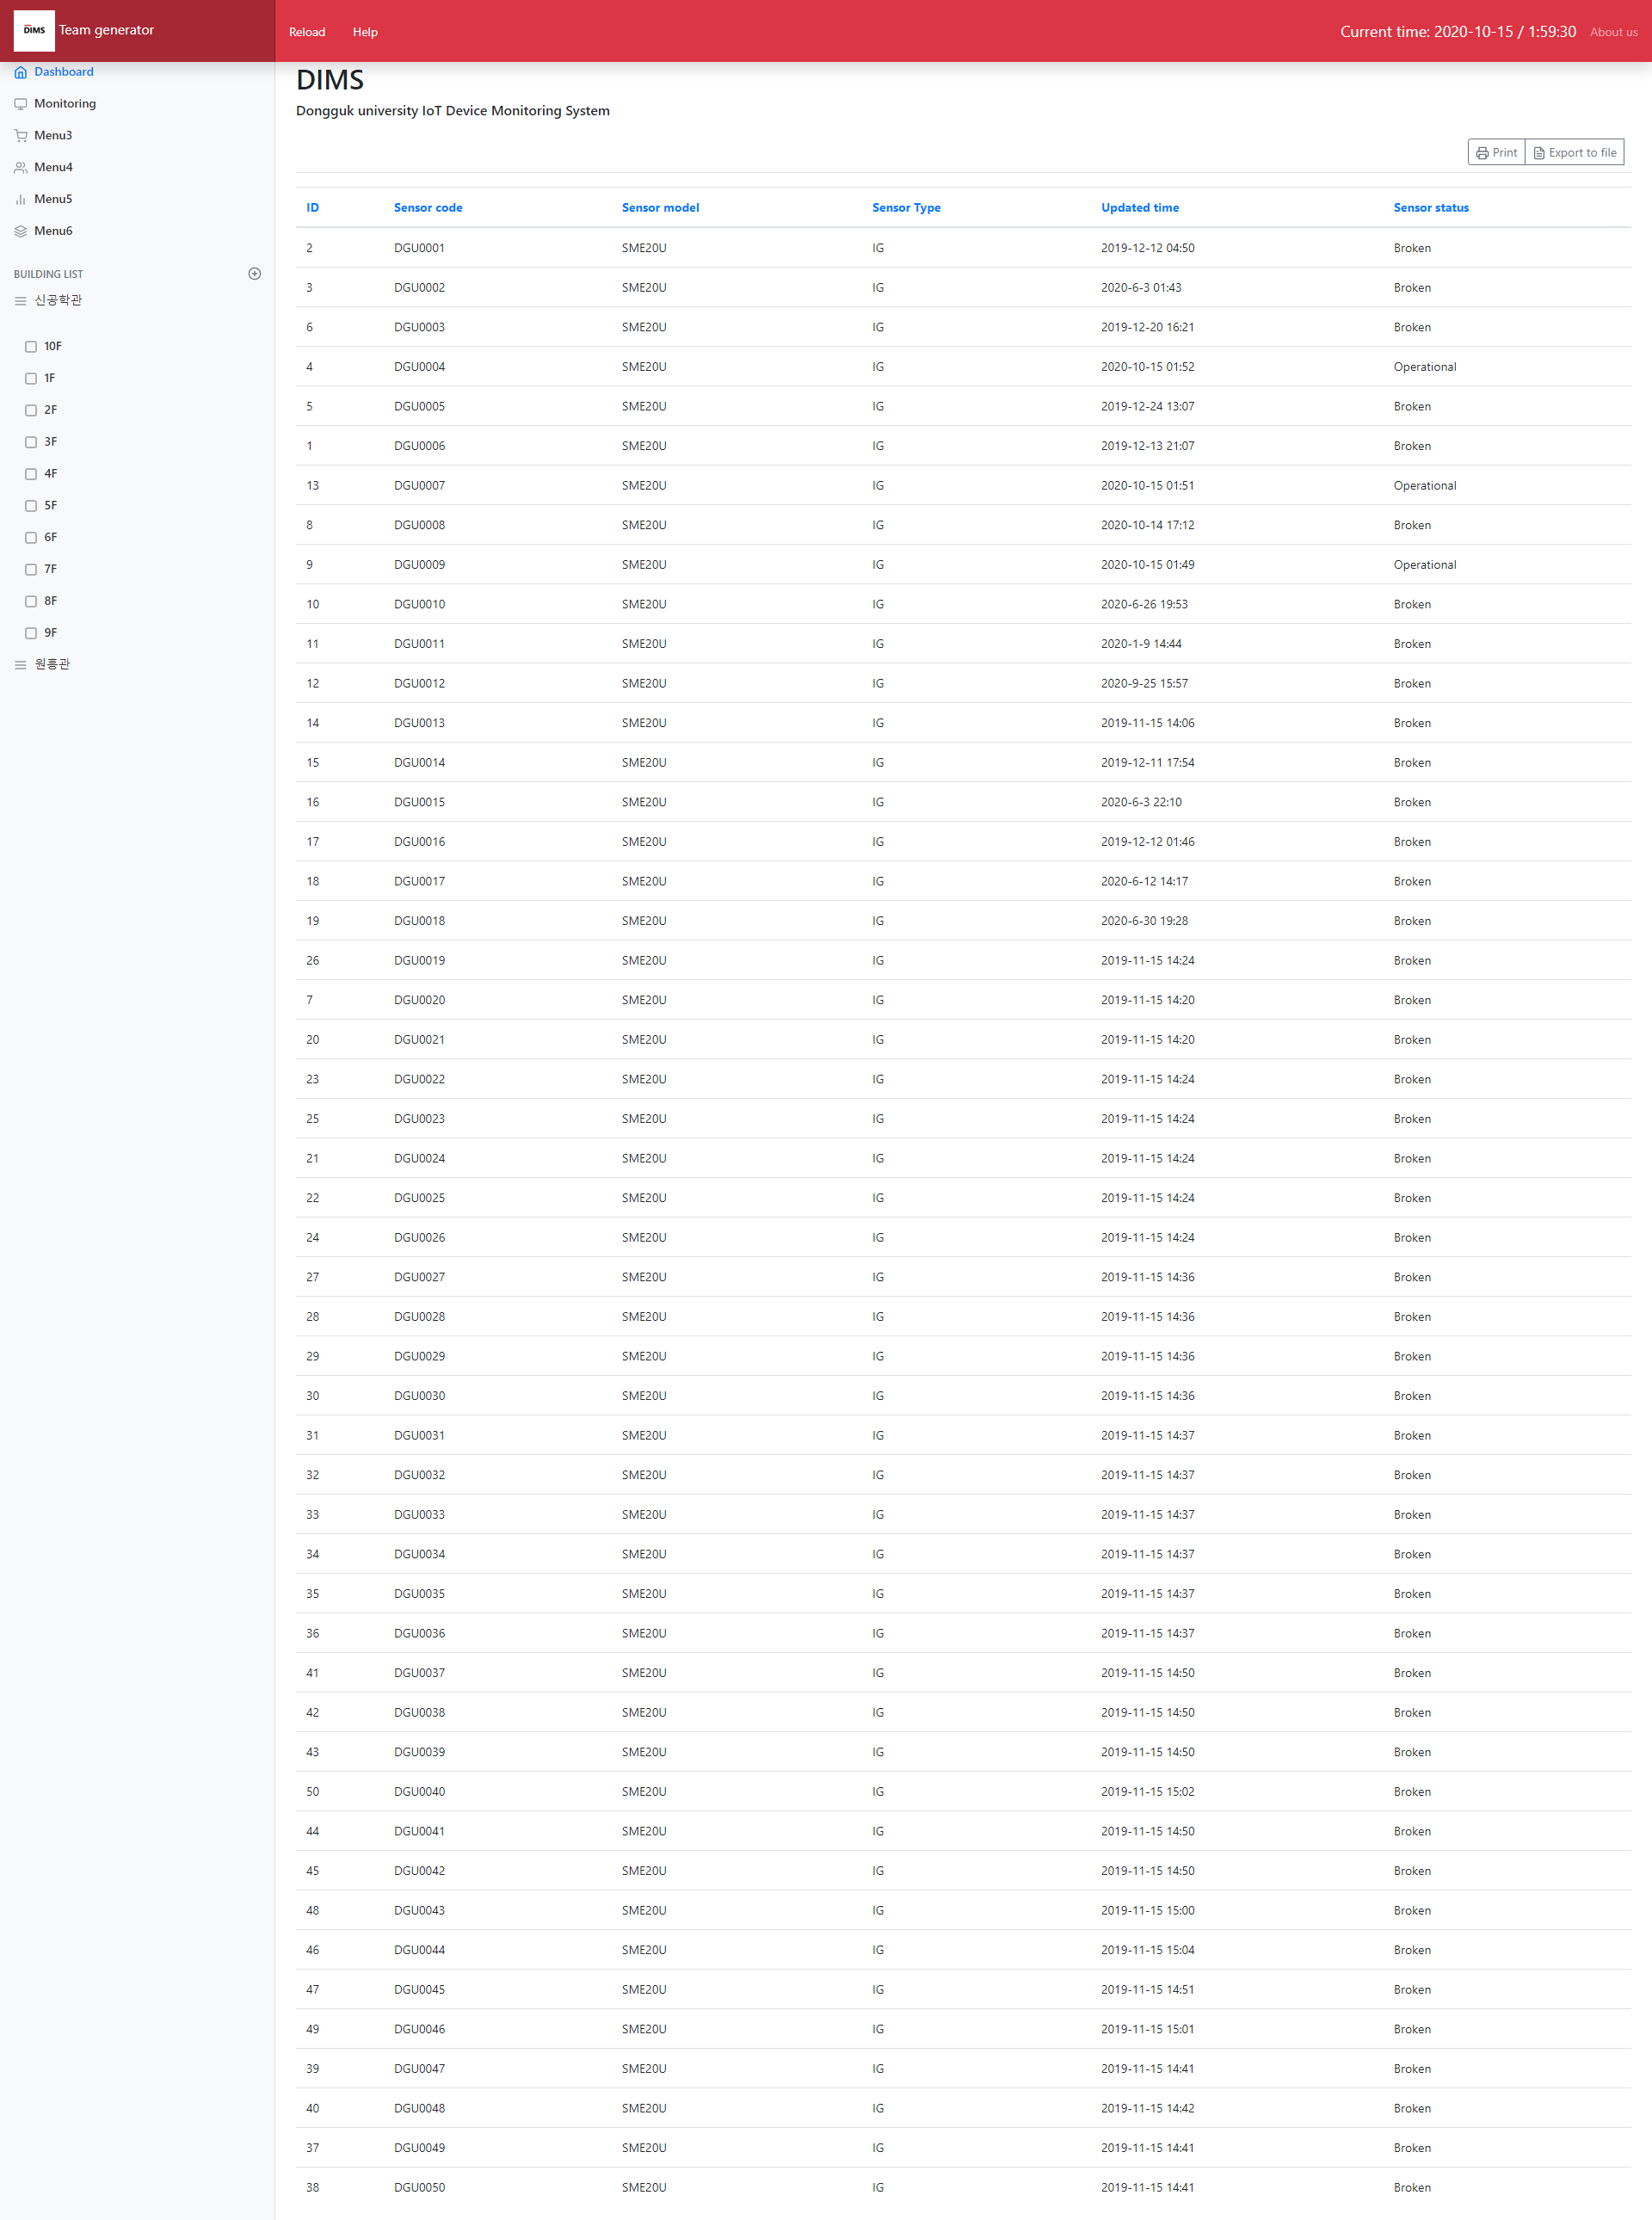 DIMS Team generator
Reload Help
Current time: 2020-10-15 / 1:59:30 About us
Dashboard
Monitoring
Menu3
Menu4
Menu5
Menu6
BUILDING LIST
신공학관
10F
1F
2F
3F
4F
5F
6F
7F
8F
9F
원흥관
DIMS
Dongguk university IoT Device Monitoring System
Print Export to file
ID Sensor code Sensor model Sensor Type Updated time Sensor status
2 DGU0001 SME20U IG 2019-12-12 04:50 Broken
3 DGU0002 SME20U IG 2020-6-3 01:43 Broken
6 DGU0003 SME20U IG 2019-12-20 16:21 Broken
4 DGU0004 SME20U IG 2020-10-15 01:52 Operational
5 DGU0005 SME20U IG 2019-12-24 13:07 Broken
1 DGU0006 SME20U IG 2019-12-13 21:07 Broken
13 DGU0007 SME20U IG 2020-10-15 01:51 Operational
8 DGU0008 SME20U IG 2020-10-14 17:12 Broken
9 DGU0009 SME20U IG 2020-10-15 01:49 Operational
10 DGU0010 SME20U IG 2020-6-26 19:53 Broken
11 DGU0011 SME20U IG 2020-1-9 14:44 Broken
12 DGU0012 SME20U IG 2020-9-25 15:57 Broken
14 DGU0013 SME20U IG 2019-11-15 14:06 Broken
15 DGU0014 SME20U IG 2019-12-11 17:54 Broken
16 DGU0015 SME20U IG 2020-6-3 22:10 Broken
17 DGU0016 SME20U IG 2019-12-12 01:46 Broken
18 DGU0017 SME20U IG 2020-6-12 14:17 Broken
19 DGU0018 SME20U IG 2020-6-30 19:28 Broken
26 DGU0019 SME20U IG 2019-11-15 14:24 Broken
7 DGU0020 SME20U IG 2019-11-15 14:20 Broken
20 DGU0021 SME20U IG 2019-11-15 14:20 Broken
23 DGU0022 SME20U IG 2019-11-15 14:24 Broken
25 DGU0023 SME20U IG 2019-11-15 14:24 Broken
21 DGU0024 SME20U IG 2019-11-15 14:24 Broken
22 DGU0025 SME20U IG 2019-11-15 14:24 Broken
24 DGU0026 SME20U IG 2019-11-15 14:24 Broken
27 DGU0027 SME20U IG 2019-11-15 14:36 Broken
28 DGU0028 SME20U IG 2019-11-15 14:36 Broken
29 DGU0029 SME20U IG 2019-11-15 14:36 Broken
30 DGU0030 SME20U IG 2019-11-15 14:36 Broken
31 DGU0031 SME20U IG 2019-11-15 14:37 Broken
32 DGU0032 SME20U IG 2019-11-15 14:37 Broken
33 DGU0033 SME20U IG 2019-11-15 14:37 Broken
34 DGU0034 SME20U IG 2019-11-15 14:37 Broken
35 DGU0035 SME20U IG 2019-11-15 14:37 Broken
36 DGU0036 SME20U IG 2019-11-15 14:37 Broken
41 DGU0037 SME20U IG 2019-11-15 14:50 Broken
42 DGU0038 SME20U IG 2019-11-15 14:50 Broken
43 DGU0039 SME20U IG 2019-11-15 14:50 Broken
50 DGU0040 SME20U IG 2019-11-15 15:02 Broken
44 DGU0041 SME20U IG 2019-11-15 14:50 Broken
45 DGU0042 SME20U IG 2019-11-15 14:50 Broken
48 DGU0043 SME20U IG 2019-11-15 15:00 Broken
46 DGU0044 SME20U IG 2019-11-15 15:04 Broken
47 DGU0045 SME20U IG 2019-11-15 14:51 Broken
49 DGU0046 SME20U IG 2019-11-15 15:01 Broken
39 DGU0047 SME20U IG 2019-11-15 14:41 Broken
40 DGU0048 SME20U IG 2019-11-15 14:42 Broken
37 DGU0049 SME20U IG 2019-11-15 14:41 Broken
38 DGU0050 SME20U IG 2019-11-15 14:41 Broken